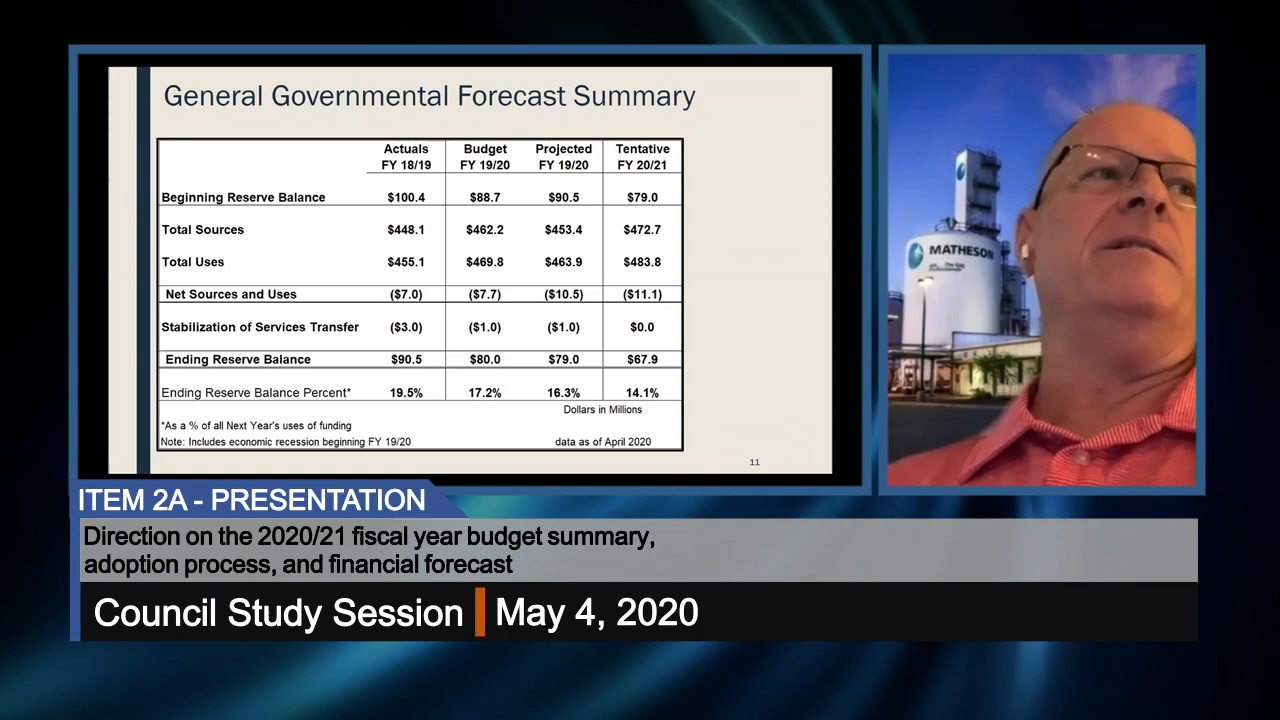 General Governmental Forecast Summary
Actuals Budget Projected Tentative
FY 18/19 FY 19/20 FY 19/20 FY 20/21
Beginning Reserve Balance $100.4 $88.7 $90.5 $79.0
Total Sources $448.1 $462.2 $453.4 $472.7
Total Uses $455.1 $469.8 $463.9 $483.8
Net Sources and Uses ($7.0) ($7.7) ($10.5) ($11.1)
Stabilization of Services Transfer ($3.0) ($1.0) ($1.0) $0.0
Ending Reserve Balance $90.5 $80.0 $79.0 $67.9
Ending Reserve Balance Percent* 19.5% 17.2% 16.3% 14.1%
Dollars in Millions
*As a % of all Next Year's uses of funding
Note: Includes economic recession beginning FY 19/20 data as of April 2020
11
MATHESON
ITEM 2A - PRESENTATION
Direction on the 2020/21 fiscal year budget summary,
adoption process, and financial forecast
Council Study Session May 4, 2020